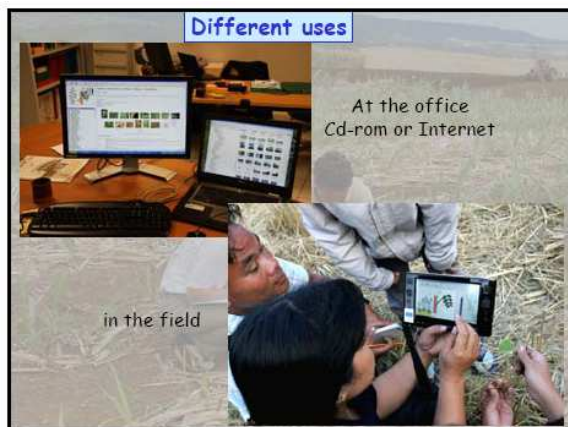 Different uses
At the office
Cd-rom or Internet
in the field